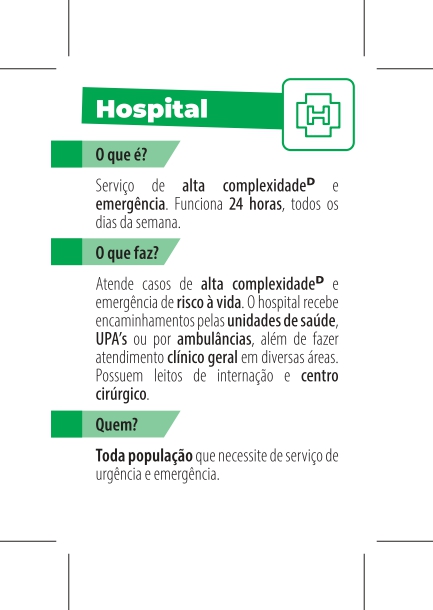 Hospital
H
O que é?
Serviço de alta complexidadeᴰ e
emergência. Funciona 24 horas, todos os
dias da semana.
O que faz?
Atende casos de alta complexidadeᴰ e
emergência de risco à vida. O hospital recebe
encaminhamentos pelas unidades de saúde,
UPA's ou por ambulâncias, além de fazer
atendimento clínico geral em diversas áreas.
Possuem leitos de internação e centro
cirúrgico.
Quem?
Toda população que necessite de serviço de
urgência e emergência.